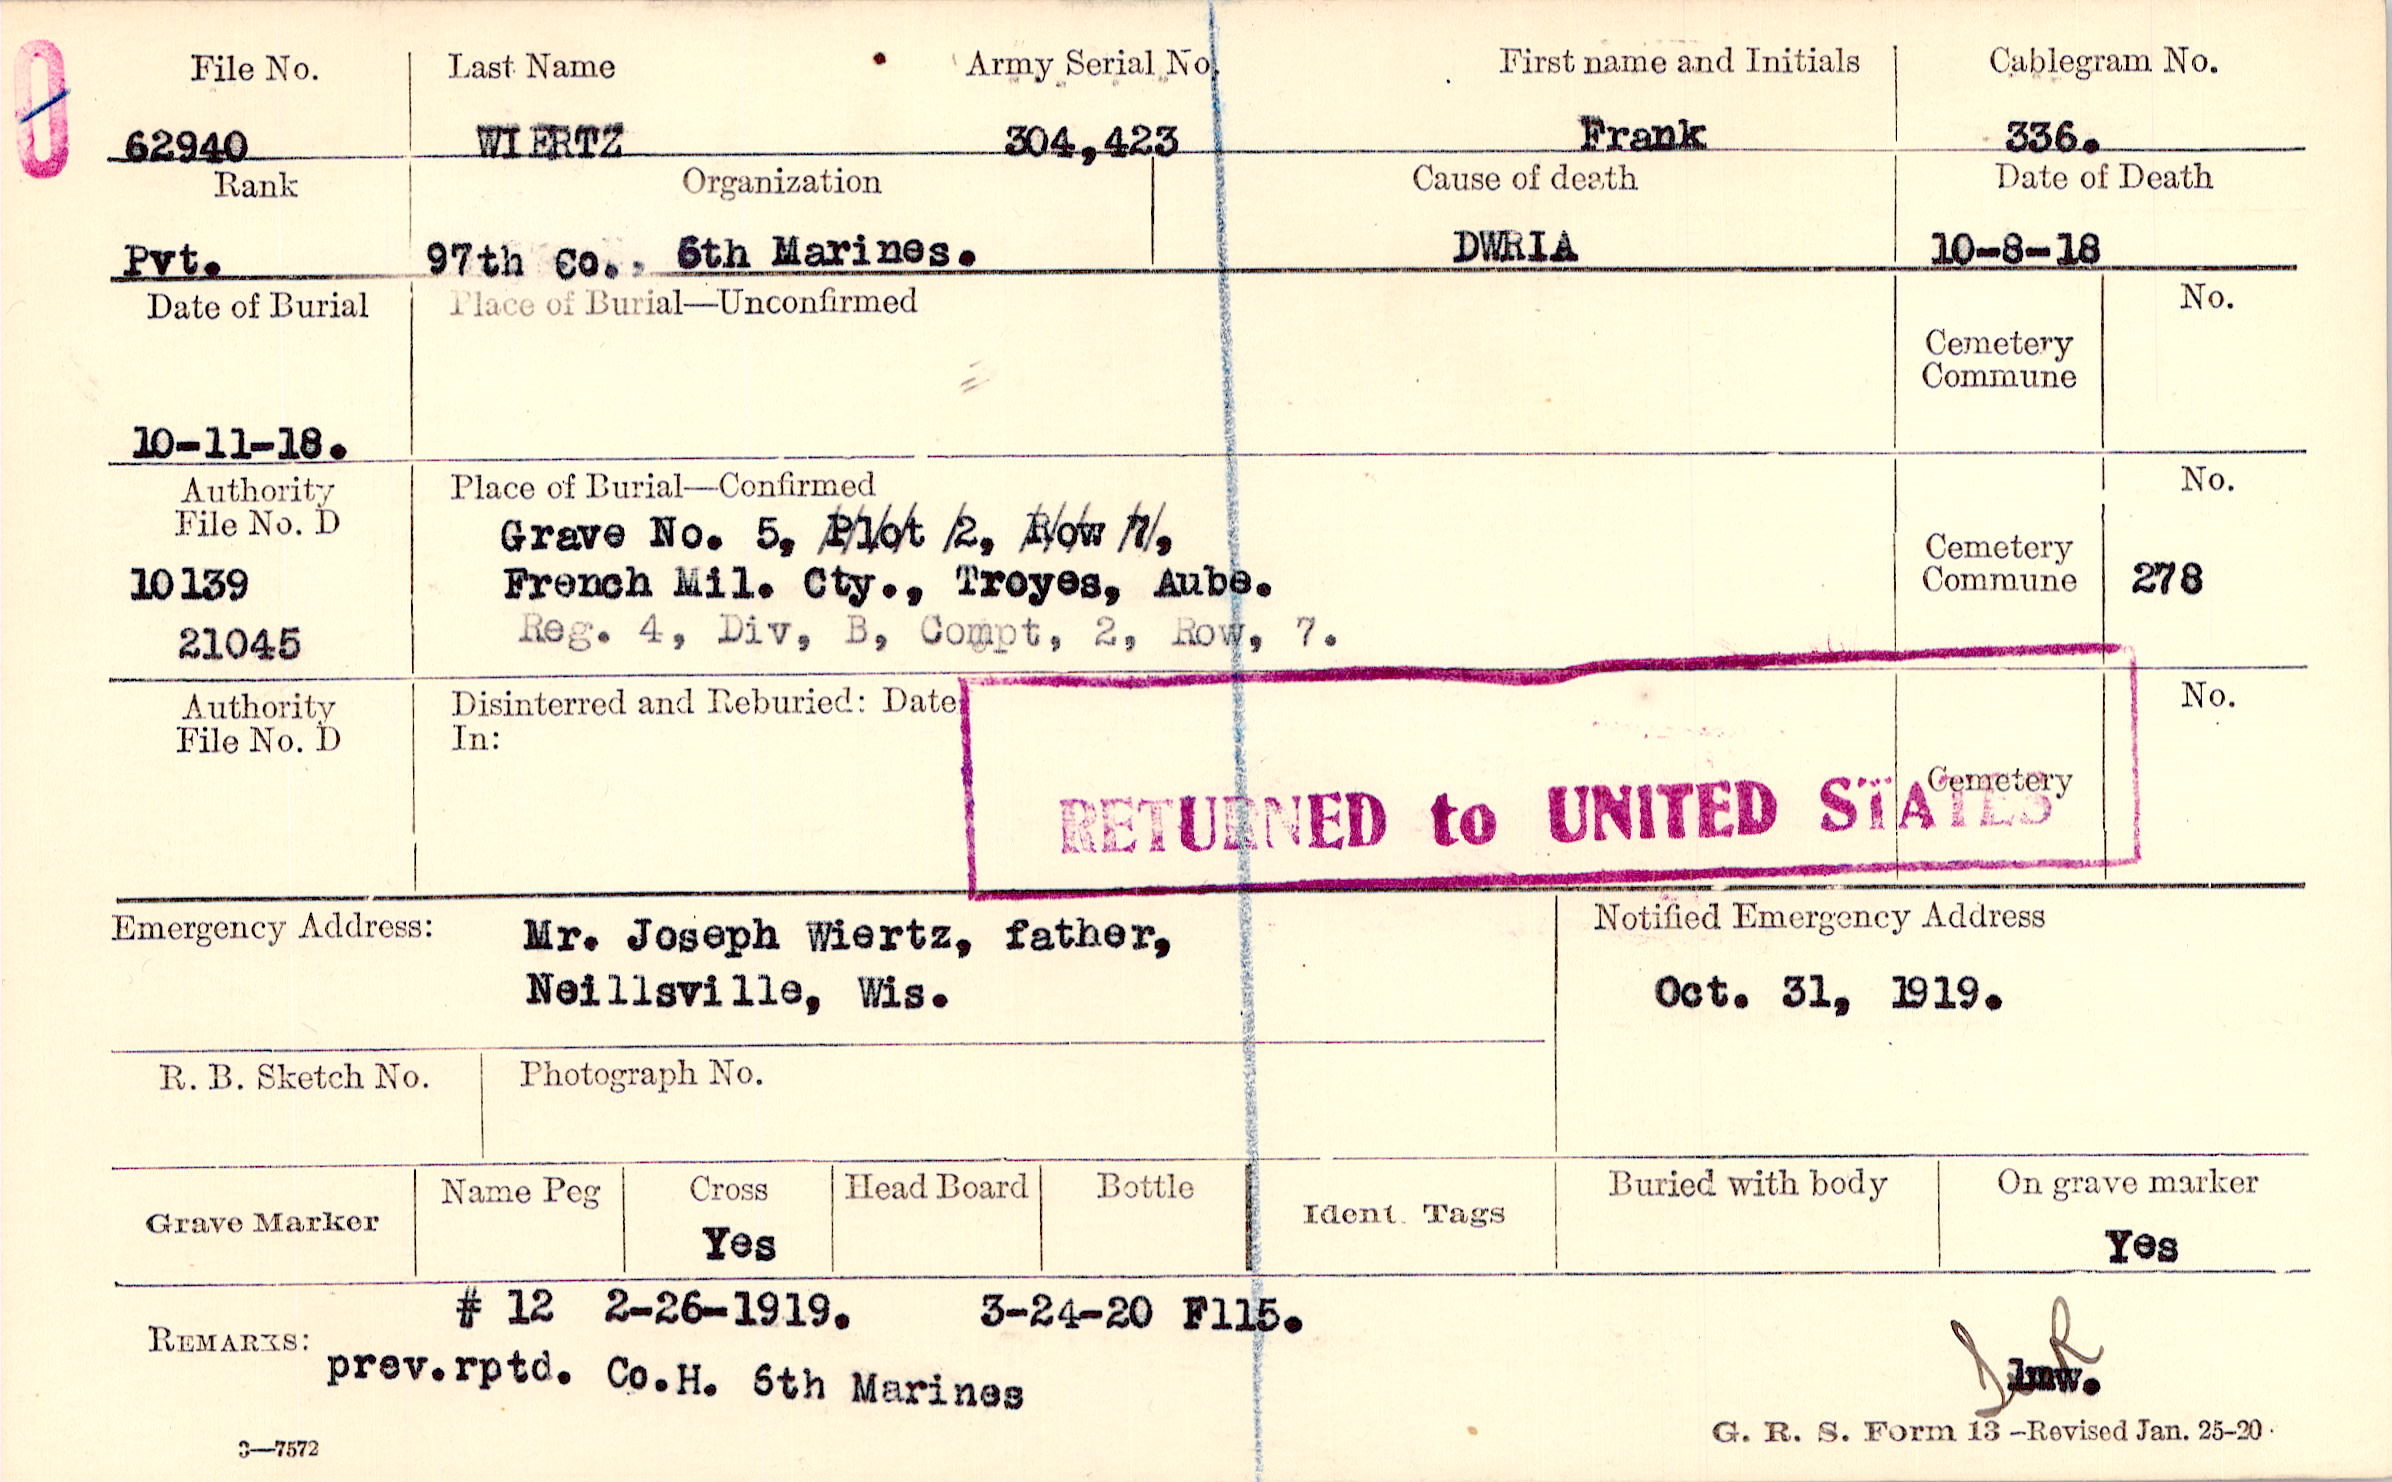 File No. Last Name Army Serial No. First name and Initials Cablegram No.
62940 WIERTZ 304,423 Frank 336.
Rank Organization Cause of death Date of Death
Pvt. 97th Co., 6th Marines. DWRIA 10-8-18
Date of Burial Place of Burial—Unconfirmed No.
Cemetery
Commune
10-11-18.
Authority Place of Burial—Confirmed No.
File No. D Grave No. 5, Plot 2, Row 7,
Cemetery
10139 French Mil. Cty., Troyes, Aube. Commune 278
21045 Reg. 4, Div, B, Compt, 2, Row, 7.
Authority Disinterred and Reburied: Date No.
File No. D In:
Cemetery
RETURNED to UNITED STATES
Emergency Address: Mr. Joseph Wiertz, father, Notified Emergency Address
Neillsville, Wis. Oct. 31, 1919.
R. B. Sketch No. Photograph No.
Name Peg Cross Head Board Bottle Buried with body On grave marker
Grave Marker Ident. Tags
Yes Yes
# 12 2-26-1919. 3-24-20 F115.
REMARKS: prev.rptd. Co.H. 6th Marines
lmw.
3—7572 G. R. S. Form 13 –Revised Jan. 25-20